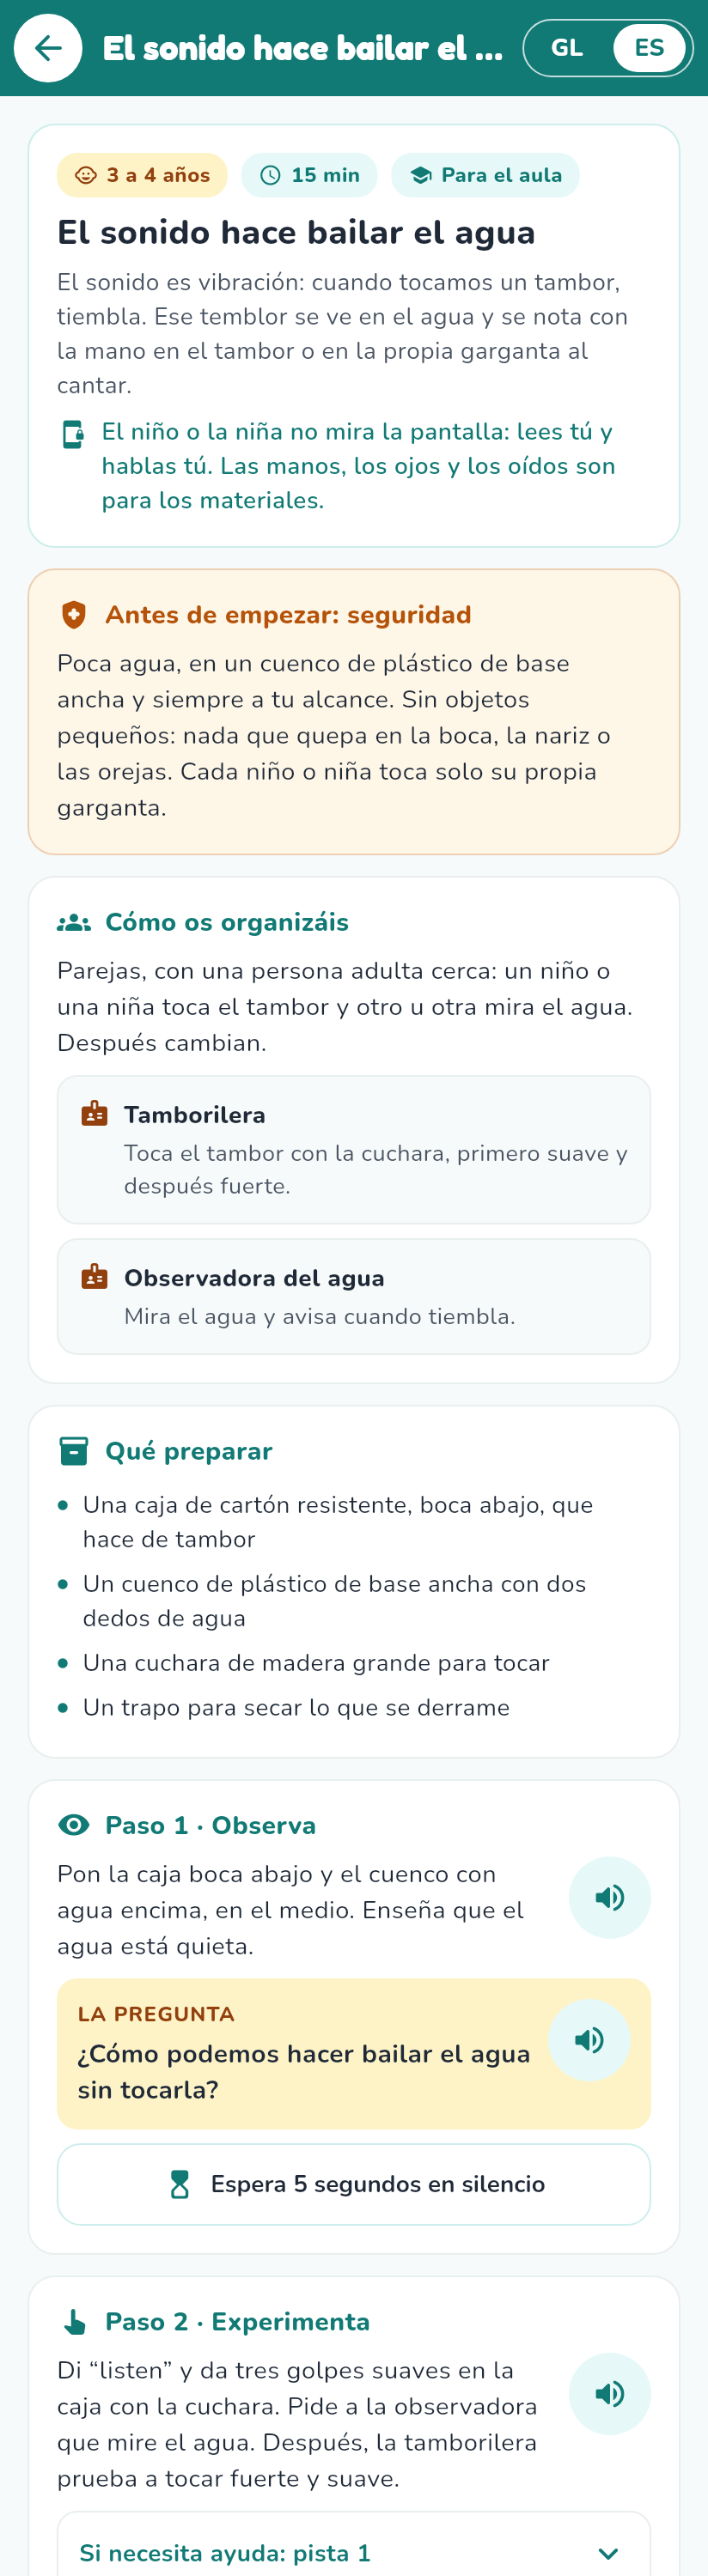 El sonido hace bailar el ...
GL
ES
3 a 4 años
15 min
Para el aula
El sonido hace bailar el agua
El sonido es vibración: cuando tocamos un tambor,
tiembla. Ese temblor se ve en el agua y se nota con
la mano en el tambor o en la propia garganta al
cantar.
El niño o la niña no mira la pantalla: lees tú y
hablas tú. Las manos, los ojos y los oídos son
para los materiales.
Antes de empezar: seguridad
Poca agua, en un cuenco de plástico de base
ancha y siempre a tu alcance. Sin objetos
pequeños: nada que quepa en la boca, la nariz o
las orejas. Cada niño o niña toca solo su propia
garganta.
Cómo os organizáis
Parejas, con una persona adulta cerca: un niño o
una niña toca el tambor y otro u otra mira el agua.
Después cambian.
Tamborilera
Toca el tambor con la cuchara, primero suave y
después fuerte.
Observadora del agua
Mira el agua y avisa cuando tiembla.
Qué preparar
Una caja de cartón resistente, boca abajo, que
hace de tambor
Un cuenco de plástico de base ancha con dos
dedos de agua
Una cuchara de madera grande para tocar
Un trapo para secar lo que se derrame
Paso 1 · Observa
Pon la caja boca abajo y el cuenco con
agua encima, en el medio. Enseña que el
agua está quieta.
LA PREGUNTA
¿Cómo podemos hacer bailar el agua
sin tocarla?
Espera 5 segundos en silencio
Paso 2 · Experimenta
Di “listen” y da tres golpes suaves en la
caja con la cuchara. Pide a la observadora
que mire el agua. Después, la tamborilera
prueba a tocar fuerte y suave.
Si necesita ayuda: pista 1